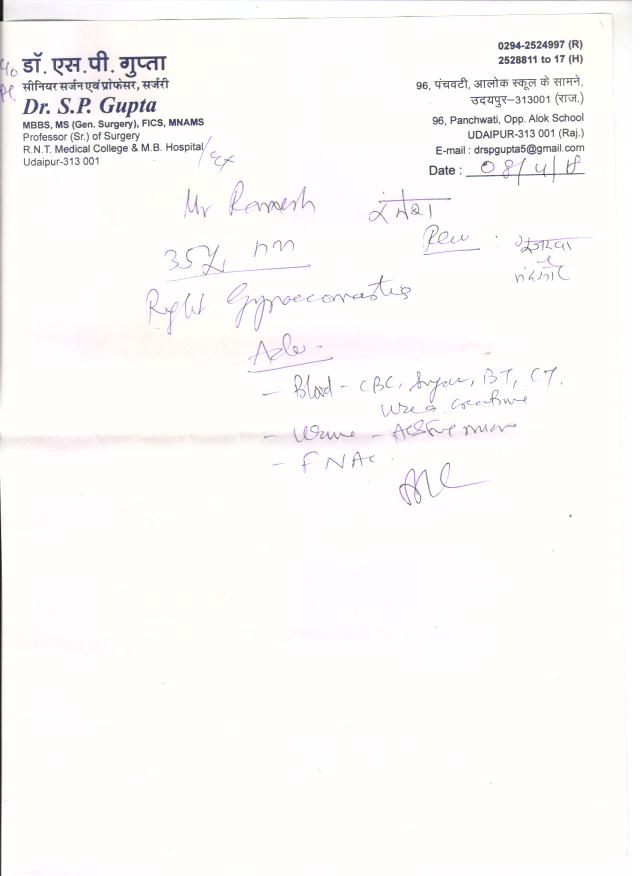 डॉ. एस.पी. गुप्ता
सीनियर सर्जन एवं प्रोफेसर, सर्जरी
Dr. S.P. Gupta
MBBS, MS (Gen. Surgery), FICS, MNAMS
Professor (Sr.) of Surgery
R.N.T. Medical College & M.B. Hospital
Udaipur-313 001
Ex
0294-2524997 (R)
2528811 to 17 (H)
96, पंचवटी, आलोक स्कूल के सामने,
उदयपुर–313001 (राज.)
96, Panchwati, Opp. Alok School
UDAIPUR-313 001 (Raj.)
E-mail : drspgupta5@gmail.com
Date : 08/4/18
Mr Ramesh
35y
Right Gynaecomastia
Adv -
- Blood - CBC, Sugar, BT, CT.
Urea Creatinine
- Urine -
- FNAC.